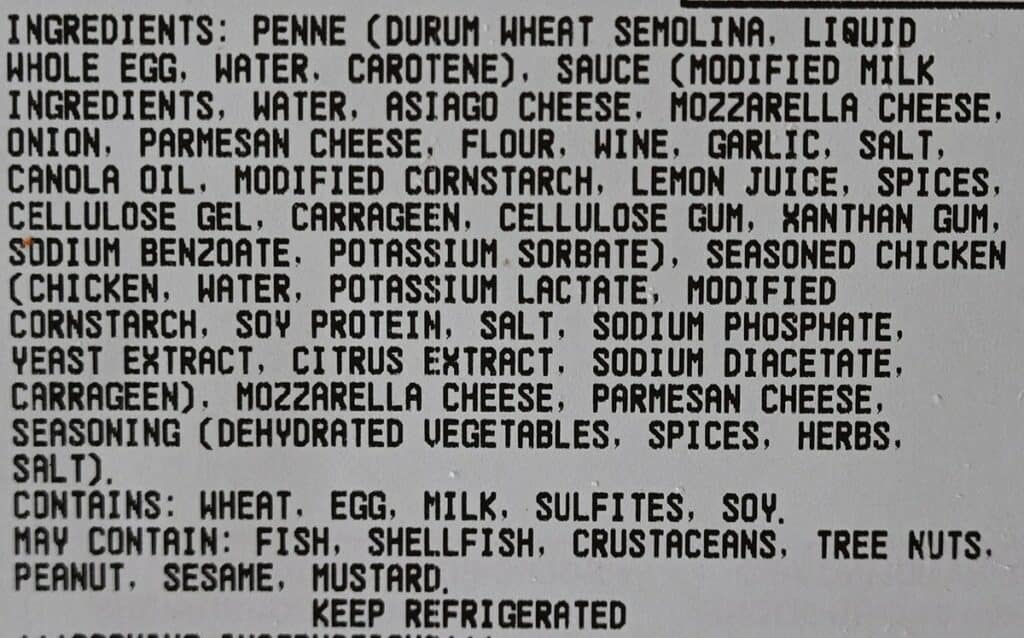 INGREDIENTS: PENNE (DURUM WHEAT SEMOLINA, LIQUID
WHOLE EGG, WATER, CAROTENE), SAUCE (MODIFIED MILK
INGREDIENTS, WATER, ASIAGO CHEESE, MOZZARELLA CHEESE,
ONION, PARMESAN CHEESE, FLOUR, WINE, GARLIC, SALT,
CANOLA OIL, MODIFIED CORNSTARCH, LEMON JUICE, SPICES,
CELLULOSE GEL, CARRAGEEN, CELLULOSE GUM, XANTHAN GUM,
SODIUM BENZOATE, POTASSIUM SORBATE), SEASONED CHICKEN
(CHICKEN, WATER, POTASSIUM LACTATE, MODIFIED
CORNSTARCH, SOY PROTEIN, SALT, SODIUM PHOSPHATE,
YEAST EXTRACT, CITRUS EXTRACT, SODIUM DIACETATE,
CARRAGEEN), MOZZARELLA CHEESE, PARMESAN CHEESE,
SEASONING (DEHYDRATED VEGETABLES, SPICES, HERBS,
SALT).
CONTAINS: WHEAT, EGG, MILK, SULFITES, SOY.
MAY CONTAIN: FISH, SHELLFISH, CRUSTACEANS, TREE NUTS,
PEANUT, SESAME, MUSTARD.
KEEP REFRIGERATED